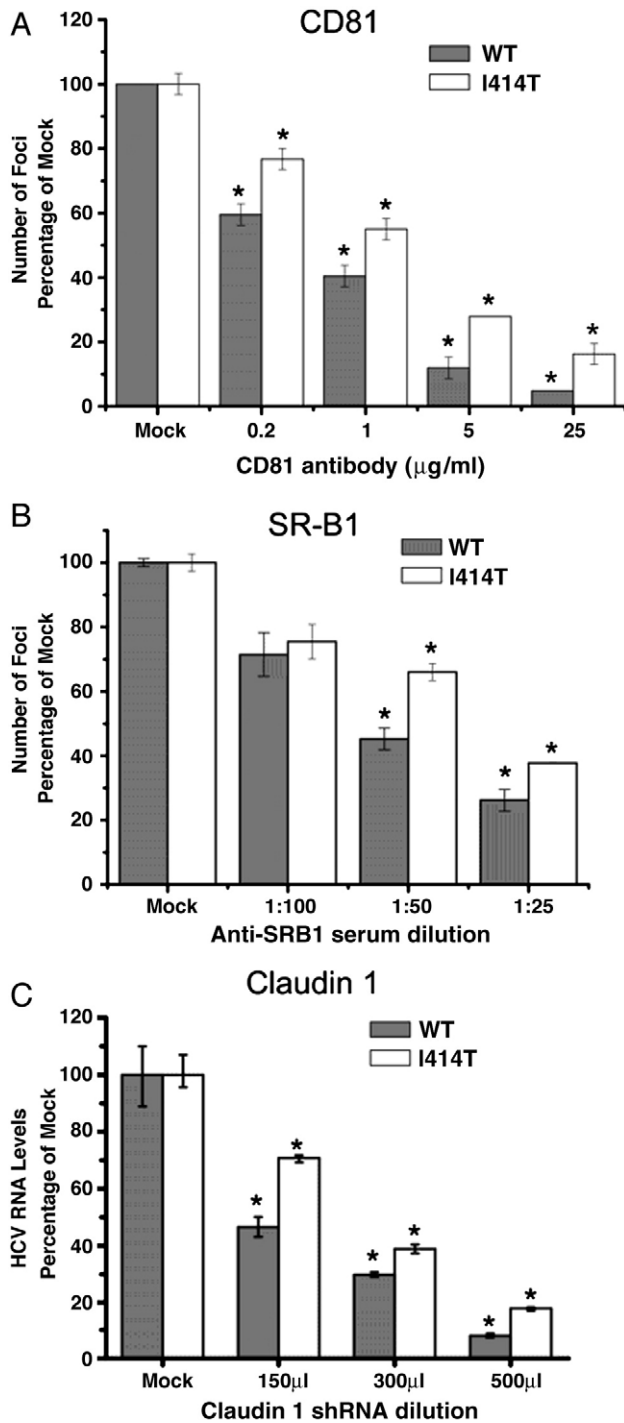 A
CD81
WT
I414T
Number of Foci
Percentage of Mock
120
100
80
60
40
20
0
* * * * * * * *
Mock 0.2 1 5 25
CD81 antibody (μg/ml)
B
SR-B1
WT
I414T
Number of Foci
Percentage of Mock
100
80
60
40
20
0
* * * *
Mock 1:100 1:50 1:25
Anti-SRB1 serum dilution
C
Claudin 1
WT
I414T
HCV RNA Levels
Percentage of Mock
120
100
80
60
40
20
0
* * * * * *
Mock 150μl 300μl 500μl
Claudin 1 shRNA dilution